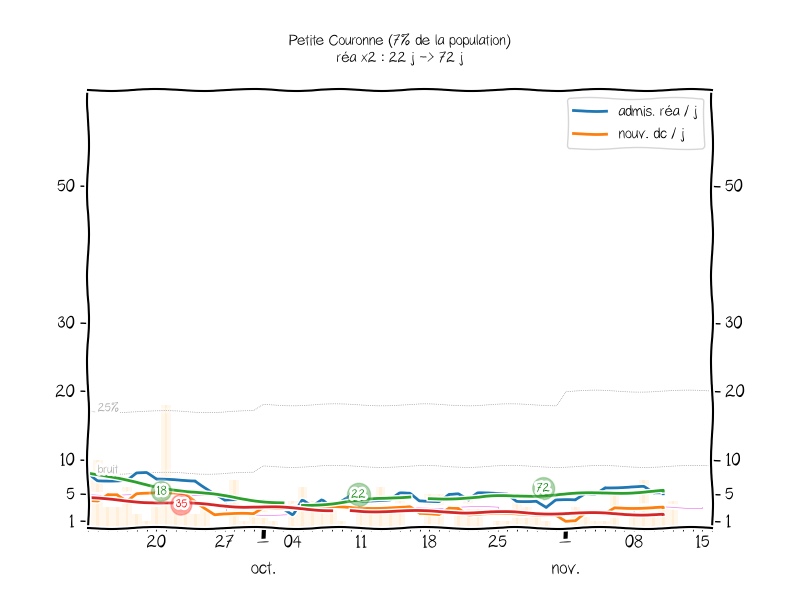 Petite Couronne (7% de la population)
réa x2 : 22 j -> 72 j
admis. réa / j
nouv. dc / j
50 50
30 30
20 20
25%
10 10
bruit
72
18 22
5 5
35
1 1
20 27 1 04 11 18 25 1 08 15
oct. nov.